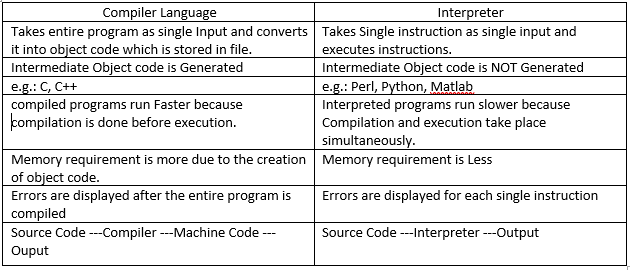 Compiler Language
Interpreter
Takes entire program as single Input and converts
it into object code which is stored in file.
Takes Single instruction as single input and
executes instructions.
Intermediate Object code is Generated
Intermediate Object code is NOT Generated
e.g.: C, C++
e.g.: Perl, Python, Matlab
compiled programs run Faster because
compilation is done before execution.
Interpreted programs run slower because
Compilation and execution take place
simultaneously.
Memory requirement is more due to the creation
of object code.
Memory requirement is Less
Errors are displayed after the entire program is
compiled
Errors are displayed for each single instruction
Source Code ---Compiler ---Machine Code ---
Ouput
Source Code ---Interpreter ---Output